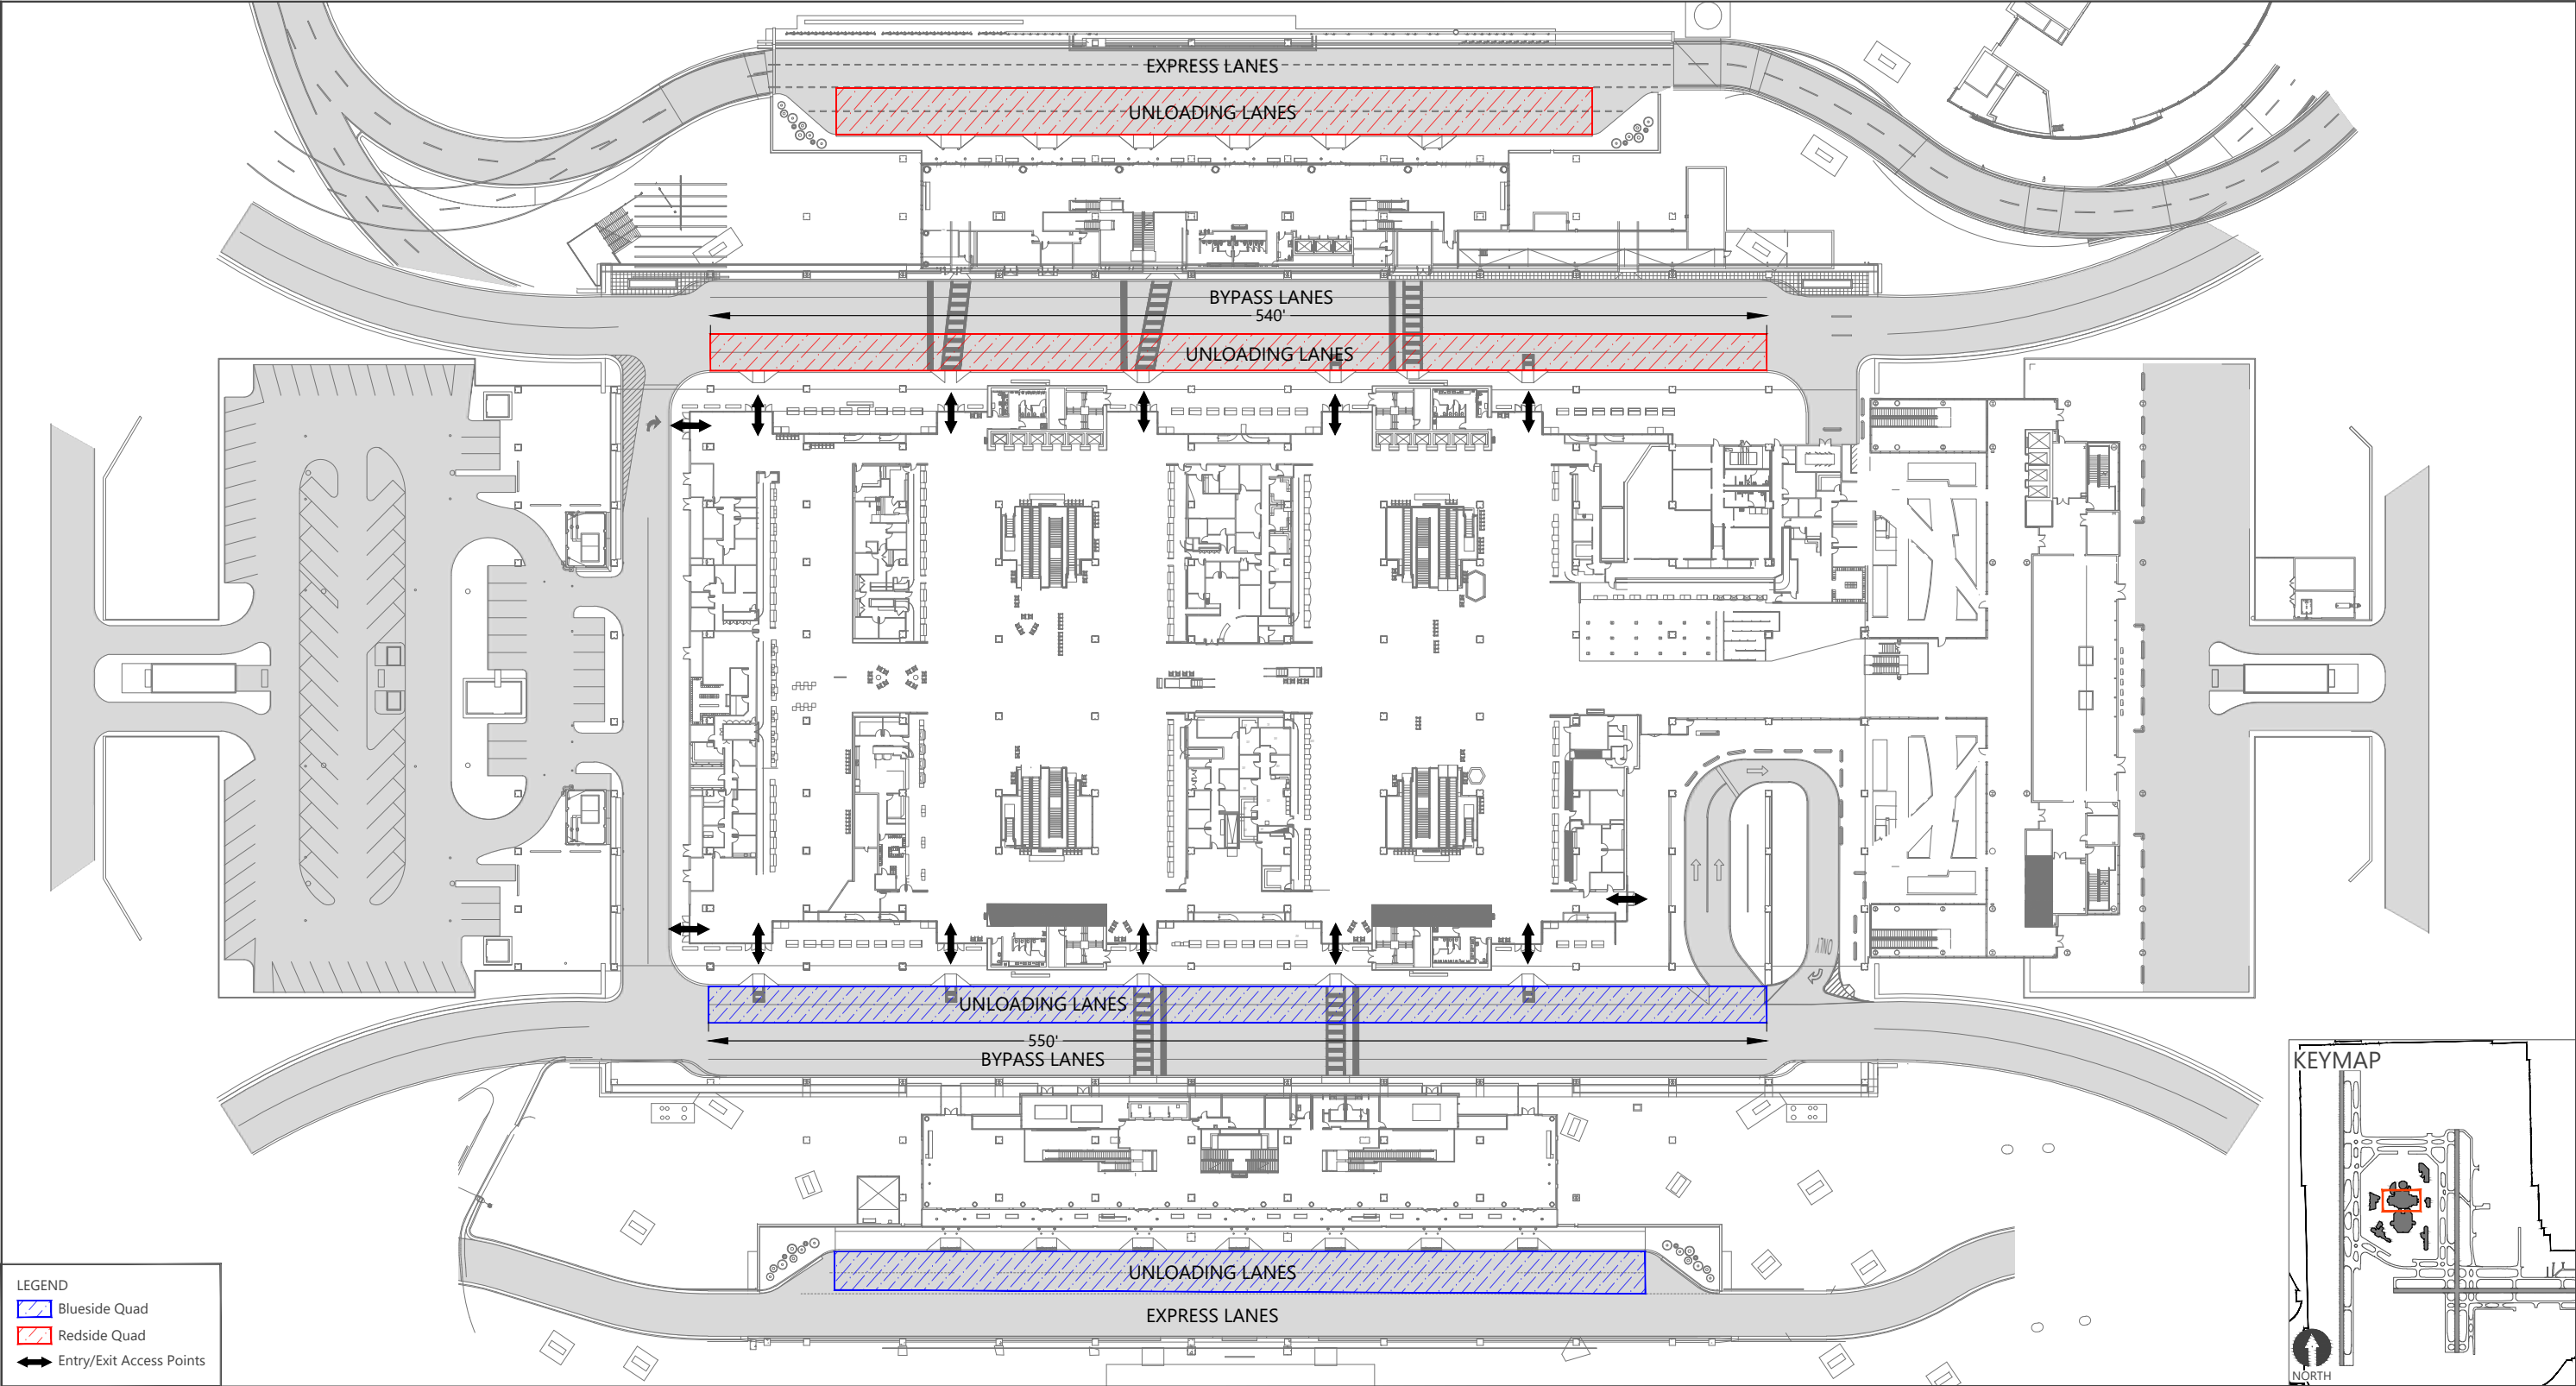 EXPRESS LANES
UNLOADING LANES
BYPASS LANES
540'
UNLOADING LANES
ONLY
UNLOADING LANES
550'
BYPASS LANES
UNLOADING LANES
EXPRESS LANES
LEGEND
Blueside Quad
Redside Quad
Entry/Exit Access Points
KEYMAP
NORTH